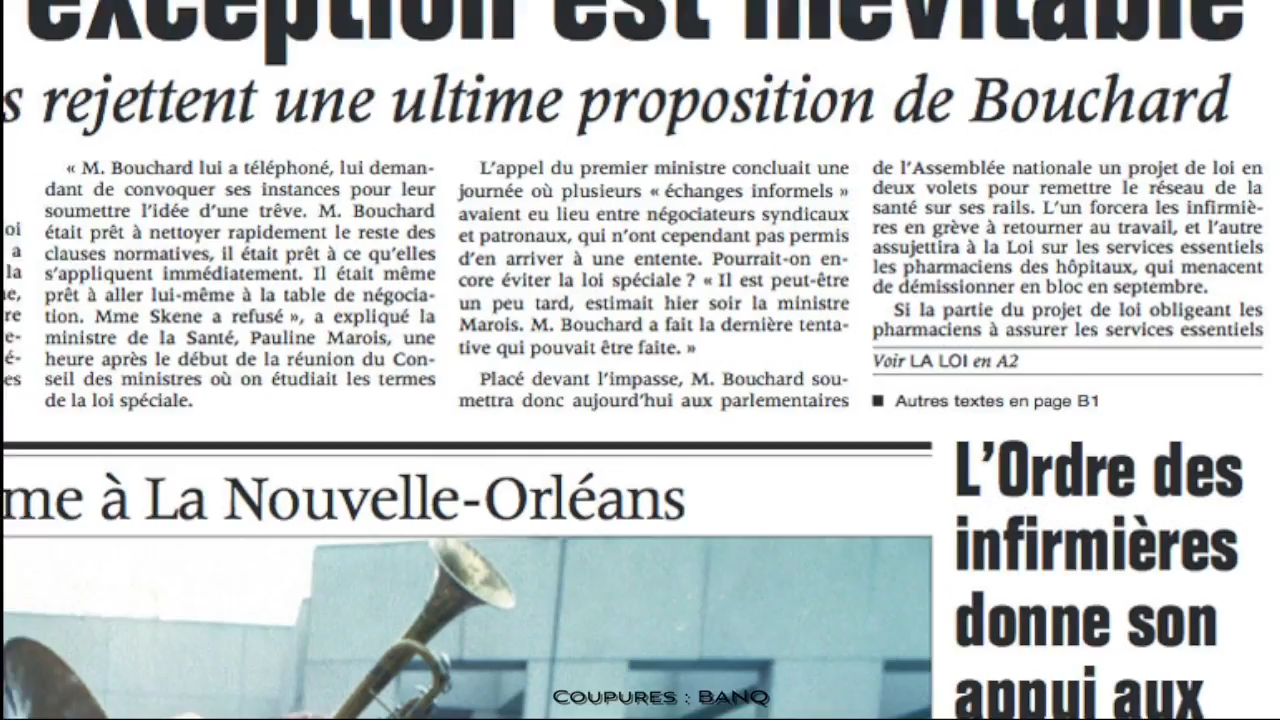 exception est inévitable
s rejettent une ultime proposition de Bouchard
oi
a
la
re
e-
é-
es
« M. Bouchard lui a téléphoné, lui deman-
dant de convoquer ses instances pour leur
soumettre l'idée d'une trêve. M. Bouchard
était prêt à nettoyer rapidement le reste des
clauses normatives, il était prêt à ce qu'elles
s'appliquent immédiatement. Il était même
prêt à aller lui-même à la table de négocia-
tion. Mme Skene a refusé », a expliqué la
ministre de la Santé, Pauline Marois, une
heure après le début de la réunion du Con-
seil des ministres où on étudiait les termes
de la loi spéciale.
L'appel du premier ministre concluait une
journée où plusieurs « échanges informels »
avaient eu lieu entre négociateurs syndicaux
et patronaux, qui n'ont cependant pas permis
d'en arriver à une entente. Pourrait-on en-
core éviter la loi spéciale ? « Il est peut-être
un peu tard, estimait hier soir la ministre
Marois. M. Bouchard a fait la dernière tenta-
tive qui pouvait être faite. »
Placé devant l'impasse, M. Bouchard sou-
mettra donc aujourd'hui aux parlementaires
de l'Assemblée nationale un projet de loi en
deux volets pour remettre le réseau de la
santé sur ses rails. L'un forcera les infirmiè-
res en grève à retourner au travail, et l'autre
assujettira à la Loi sur les services essentiels
les pharmaciens des hôpitaux, qui menacent
de démissionner en bloc en septembre.
Si la partie du projet de loi obligeant les
pharmaciens à assurer les services essentiels
Voir LA LOI en A2
■ Autres textes en page B1
me à La Nouvelle-Orléans
L'Ordre des
infirmières
donne son
appui aux
COUPURES : BANQ